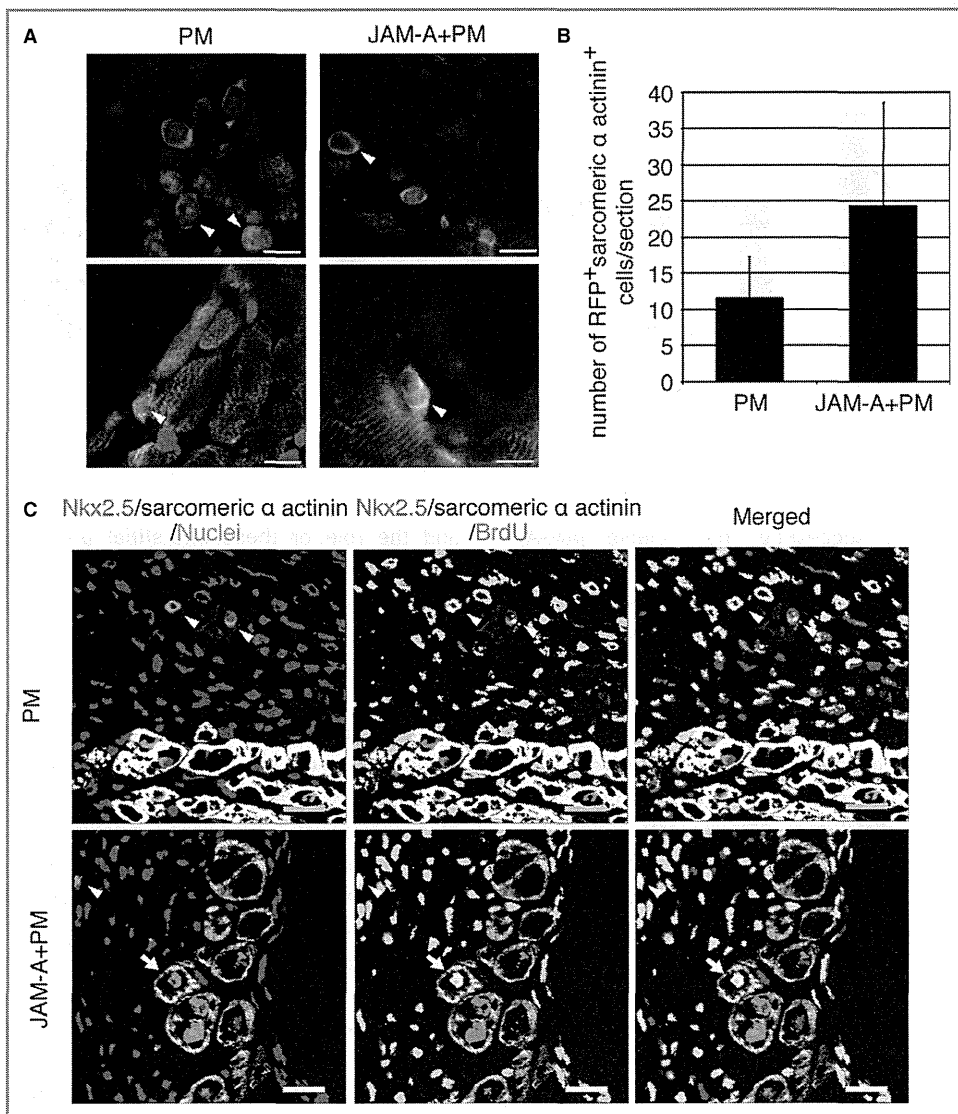 A
PM
JAM-A+PM
B
number of RFP+sarcomeric α actinin+
cells/section
40
35
30
25
20
15
10
5
0
PM
JAM-A+PM
C
Nkx2.5/sarcomeric α actinin
/Nuclei
Nkx2.5/sarcomeric α actinin
/BrdU
Merged
PM
JAM-A+PM